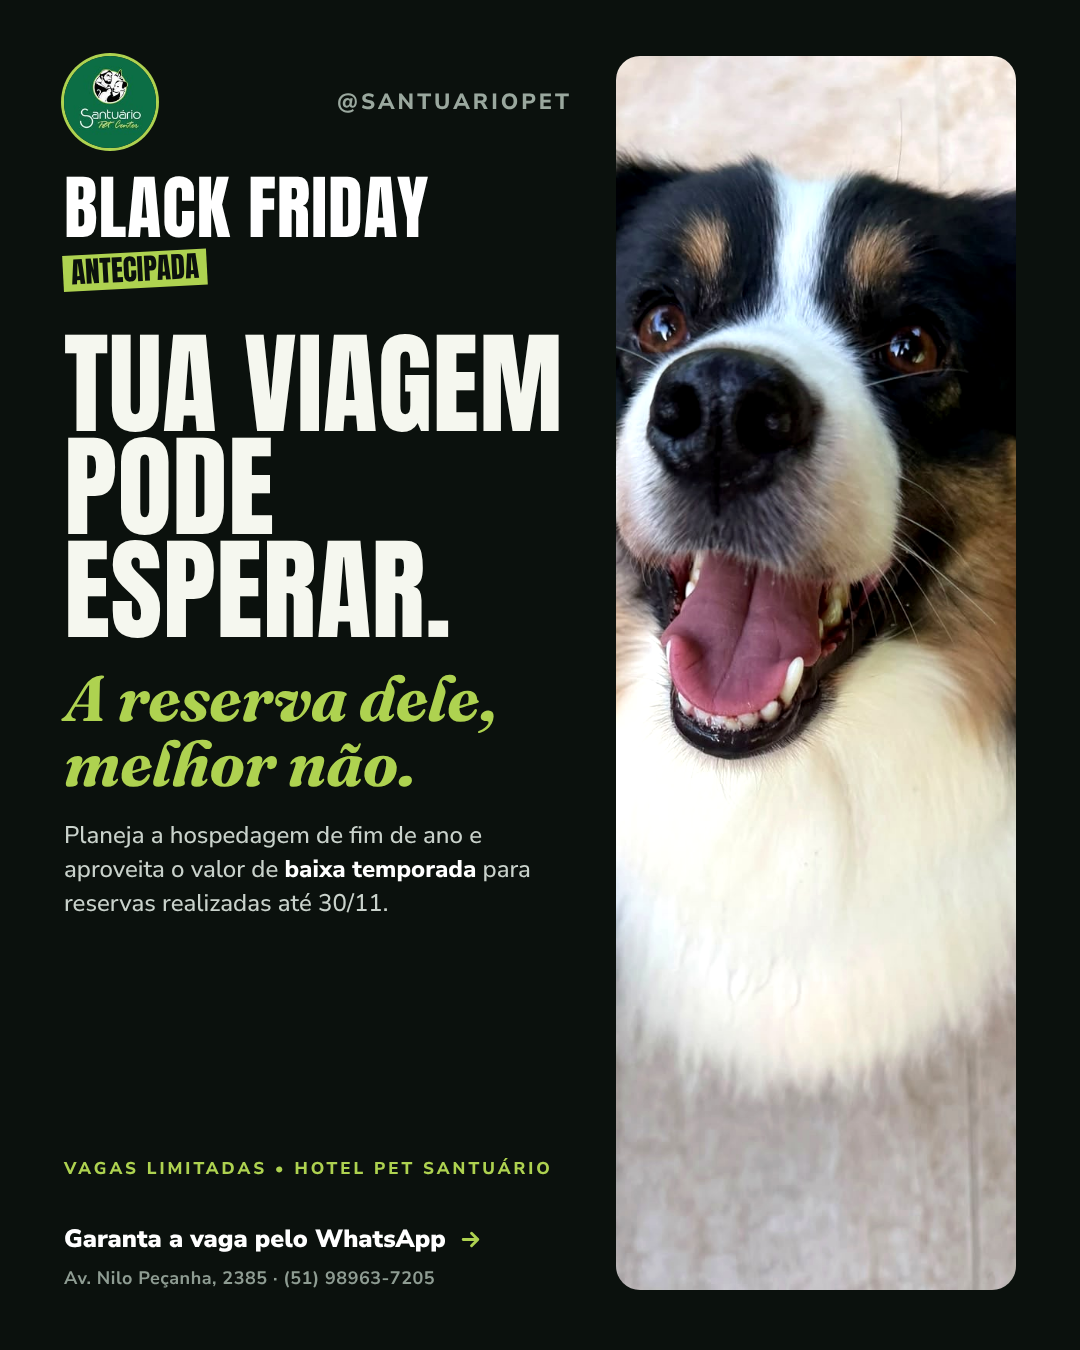 Santuário
Pet Center
@SANTUARIOPET
BLACK FRIDAY
ANTECIPADA
TUA VIAGEM
PODE
ESPERAR.
A reserva dele,
melhor não.
Planeja a hospedagem de fim de ano e
aproveita o valor de baixa temporada para
reservas realizadas até 30/11.
VAGAS LIMITADAS • HOTEL PET SANTUÁRIO
Garanta a vaga pelo WhatsApp →
Av. Nilo Peçanha, 2385 · (51) 98963-7205